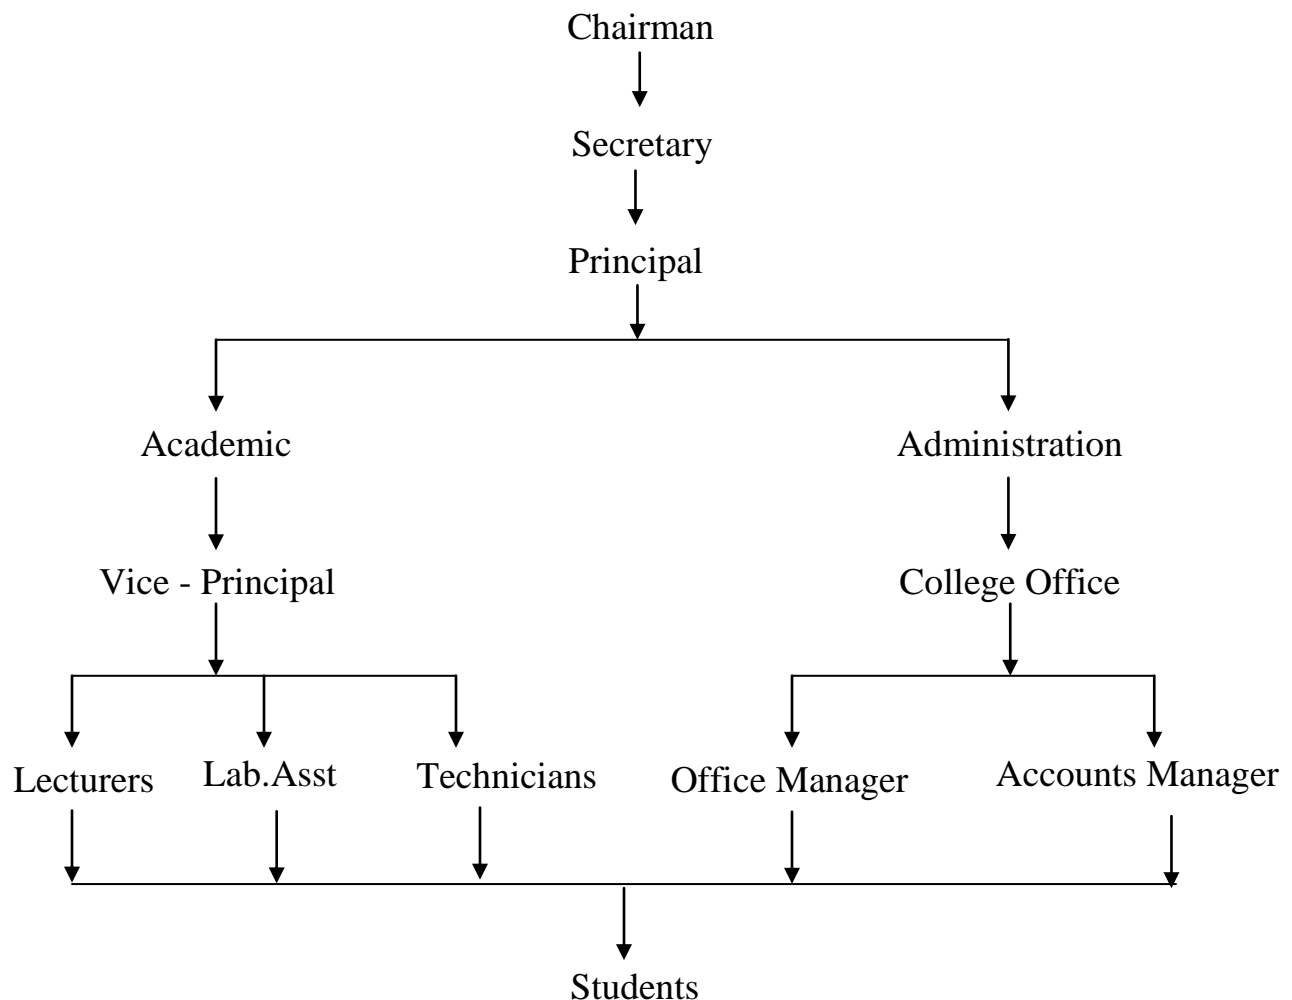 Chairman
Secretary
Principal
Academic
Administration
Vice - Principal
College Office
Lecturers
Lab.Asst
Technicians
Office Manager
Accounts Manager
Students